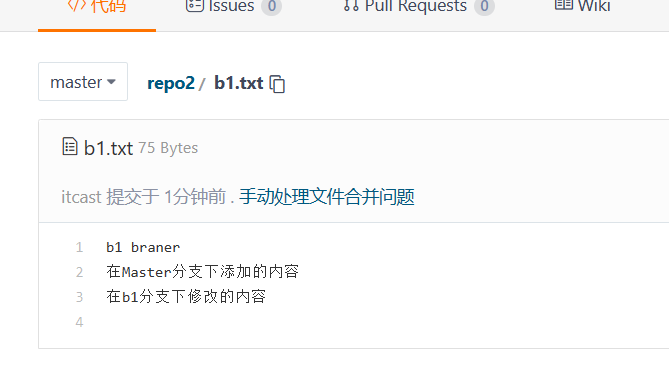 代码 Issues 0 Pull Requests 0 Wiki
master repo2 / b1.txt
b1.txt 75 Bytes
itcast 提交于 1分钟前 . 手动处理文件合并问题
1 b1 braner
2 在Master分支下添加的内容
3 在b1分支下修改的内容
4